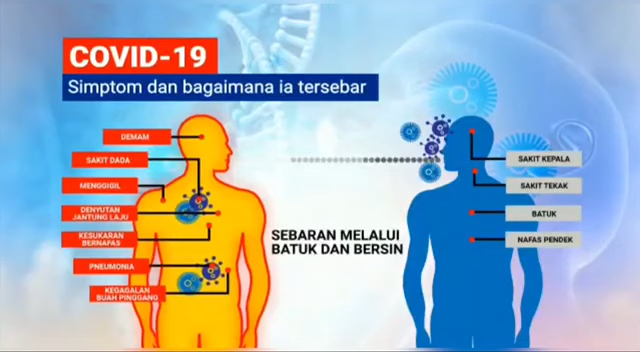 COVID-19
Simptom dan bagaimana ia tersebar
DEMAM
SAKIT DADA
MENGGIGIL
DENYUTAN
JANTUNG LAJU
KESUKARAN
BERNAFAS
PNEUMONIA
KEGAGALAN
BUAH PINGGANG
SEBARAN MELALUI
BATUK DAN BERSIN
SAKIT KEPALA
SAKIT TEKAK
BATUK
NAFAS PENDEK